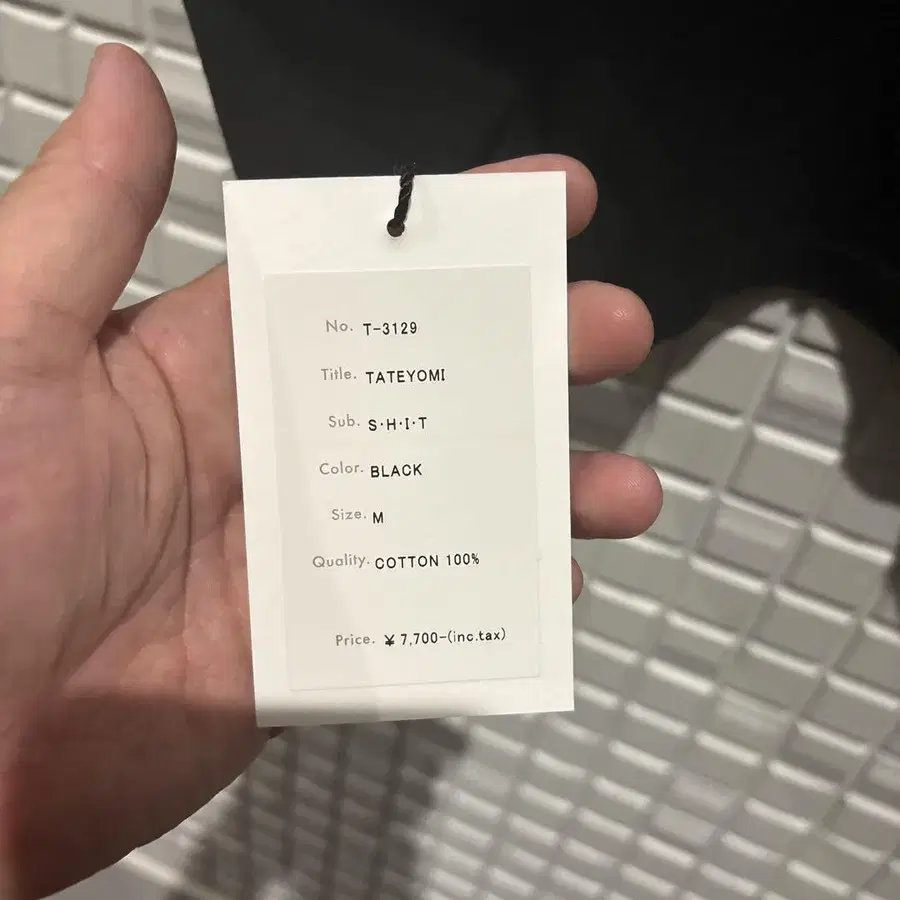 No. T-3129
Title. TATEYOMI
Sub. S·H·I·T
Color. BLACK
Size. M
Quality. COTTON 100%
Price. ¥ 7,700-(inc.tax)